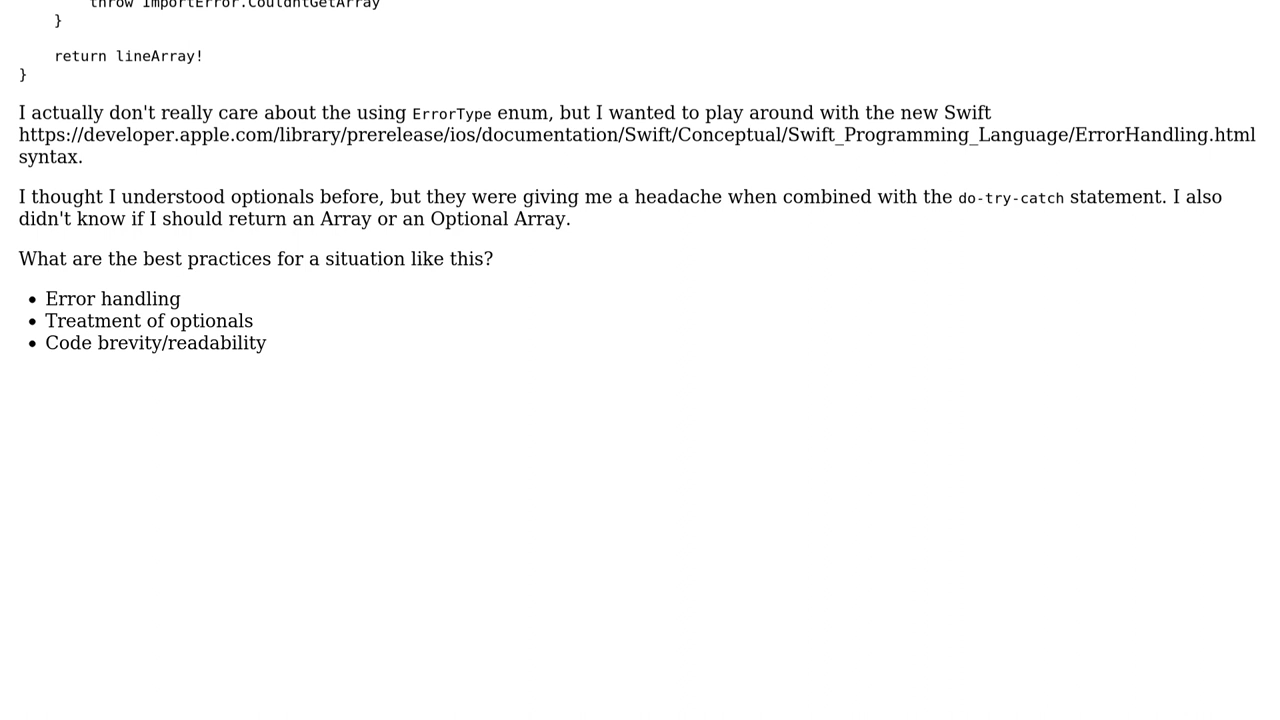 throw ImportError.CouldntGetArray
    }

    return lineArray!
}
I actually don't really care about the using ErrorType enum, but I wanted to play around with the new Swift
https://developer.apple.com/library/prerelease/ios/documentation/Swift/Conceptual/Swift_Programming_Language/ErrorHandling.html
syntax.
I thought I understood optionals before, but they were giving me a headache when combined with the do-try-catch statement. I also
didn't know if I should return an Array or an Optional Array.
What are the best practices for a situation like this?
• Error handling
• Treatment of optionals
• Code brevity/readability